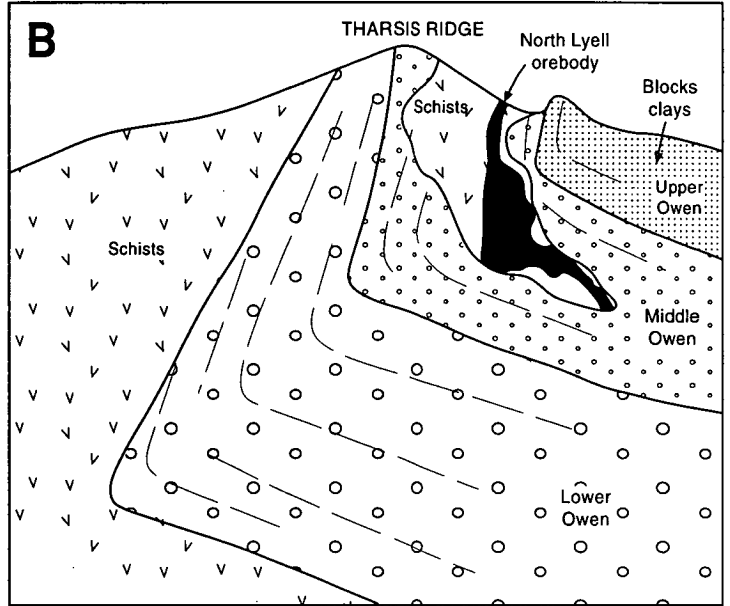 B
THARSIS RIDGE
North Lyell
orebody
Blocks
clays
Schists
Upper
Owen
Schists
Middle
Owen
Lower
Owen